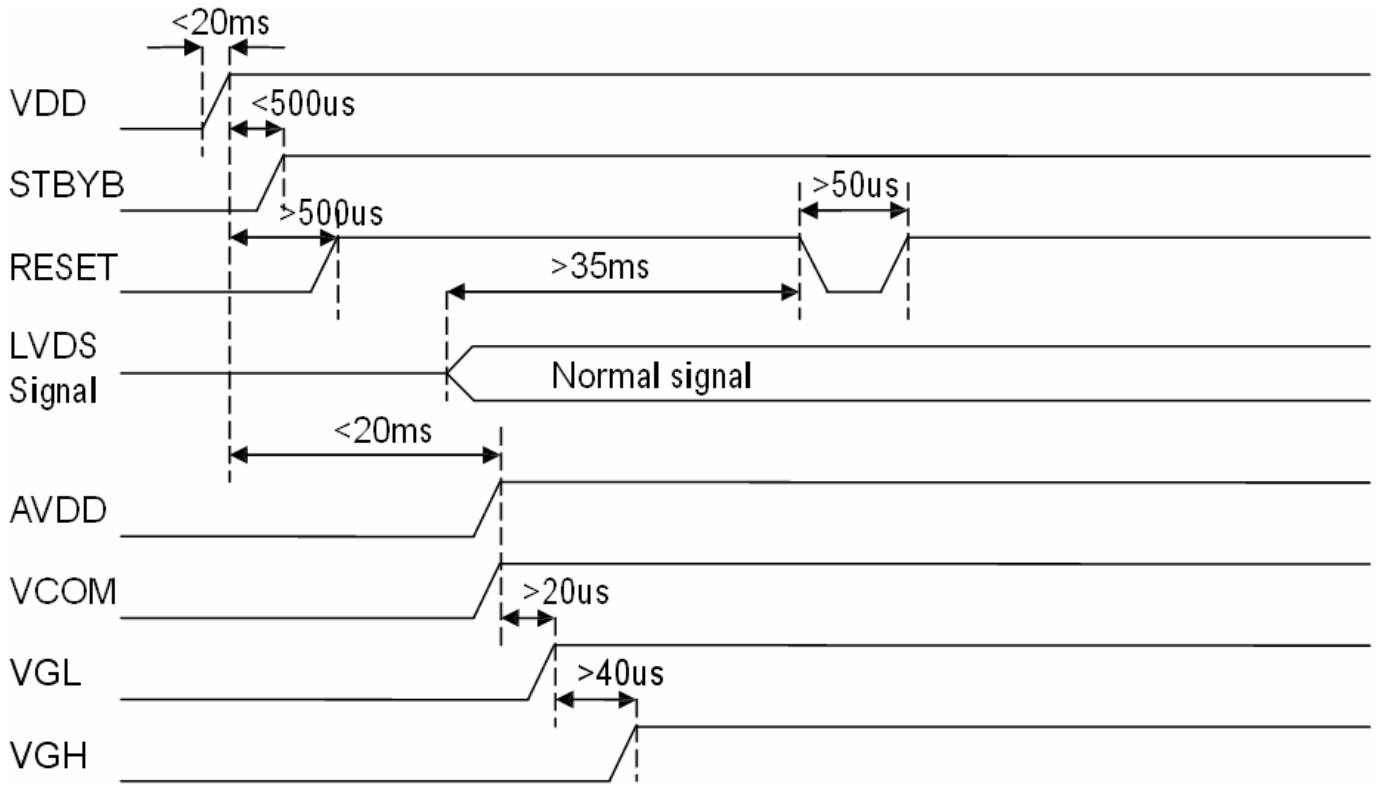 <20ms
VDD
<500us
STBYB
>500us
>50us
RESET
>35ms
LVDS
Signal
Normal signal
<20ms
AVDD
VCOM
>20us
VGL
>40us
VGH